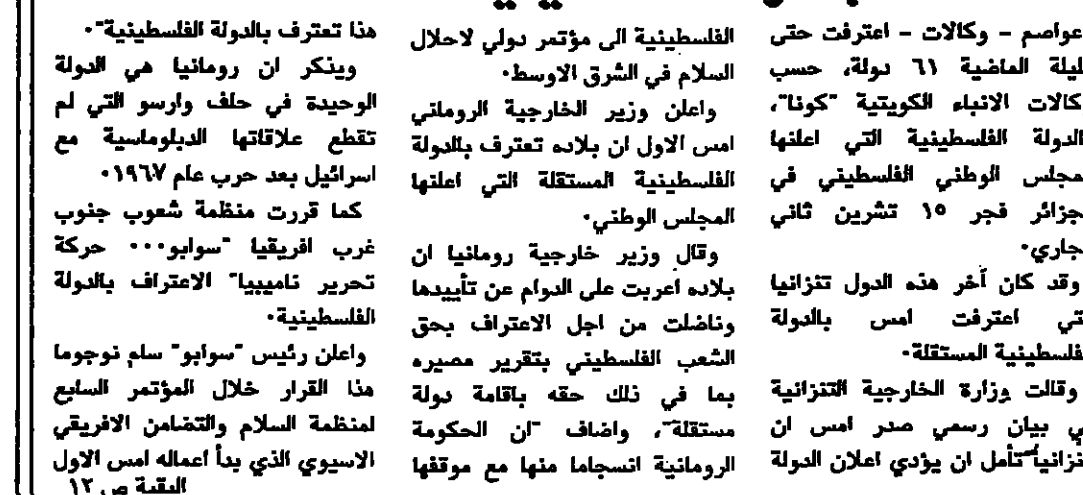 عواصم - وكالات - اعترفت حتى
ليلة الماضية ٦١ دولة، حسب
كالات الانباء الكويتية "كونا"،
الدولة الفلسطينية التي اعلنها
مجلس الوطني الفلسطيني في
جزائر فجر ١٥ تشرين ثاني
جاري.
وقد كان آخر هذه الدول تنزانيا
تي اعترفت امس بالدولة
فلسطينية المستقلة.
وقالت وزارة الخارجية التنزانية
ي بيان رسمي صدر امس ان
نزانيا تأمل ان يؤدي اعلان الدولة
الفلسطينية الى مؤتمر دولي لاحلال
السلام في الشرق الاوسط.
واعلن وزير الخارجية الروماني
امس الاول ان بلاده تعترف بالدولة
الفلسطينية المستقلة التي اعلنها
المجلس الوطني.
وقال وزير خارجية رومانيا ان
بلاده اعربت على الدوام عن تأييدها
وناضلت من اجل الاعتراف بحق
الشعب الفلسطيني بتقرير مصيره
بما في ذلك حقه باقامة دولة
مستقلة"، واضاف "ان الحكومة
الرومانية انسجاما منها مع موقفها
هذا تعترف بالدولة الفلسطينية".
ويذكر ان رومانيا هي الدولة
الوحيدة في حلف وارسو التي لم
تقطع علاقاتها الدبلوماسية مع
اسرائيل بعد حرب عام ١٩٦٧.
كما قررت منظمة شعوب جنوب
غرب افريقيا "سوابو... حركة
تحرير ناميبيا" الاعتراف بالدولة
الفلسطينية.
واعلن رئيس "سوابو" سام نوجوما
هذا القرار خلال المؤتمر السابع
لمنظمة السلام والتضامن الافريقي
الاسيوي الذي بدأ اعماله امس الاول
البقية ص ١٢